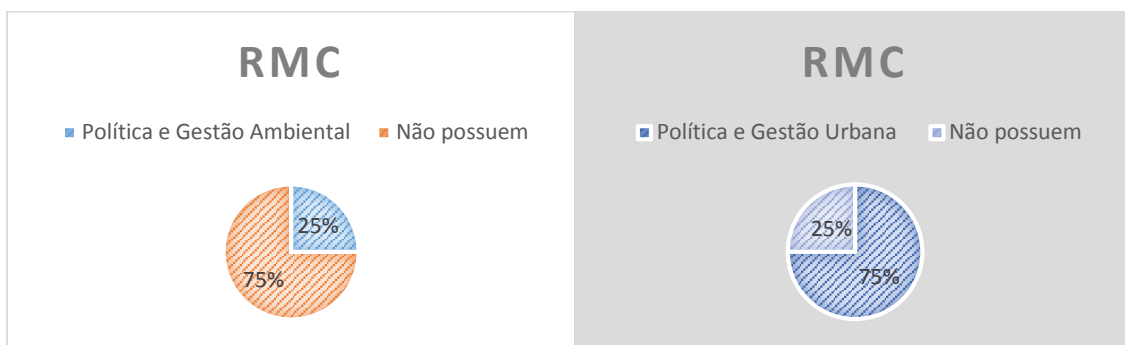 RMC
Política e Gestão Ambiental
Não possuem
25%
75%
RMC
Política e Gestão Urbana
Não possuem
25%
75%